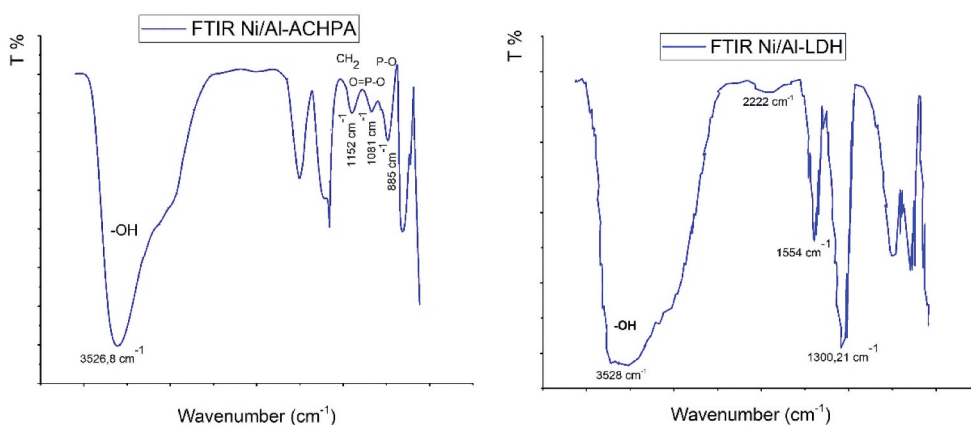 FTIR Ni/Al-ACHPA
T %
CH2
P-O
O=P-O
1152 cm-1
1081 cm-1
885 cm-1
-OH
3526,8 cm-1
Wavenumber (cm-1)
FTIR Ni/Al-LDH
T %
2222 cm-1
1554 cm-1
-OH
3528 cm-1
1300,21 cm-1
Wavenumber (cm-1)